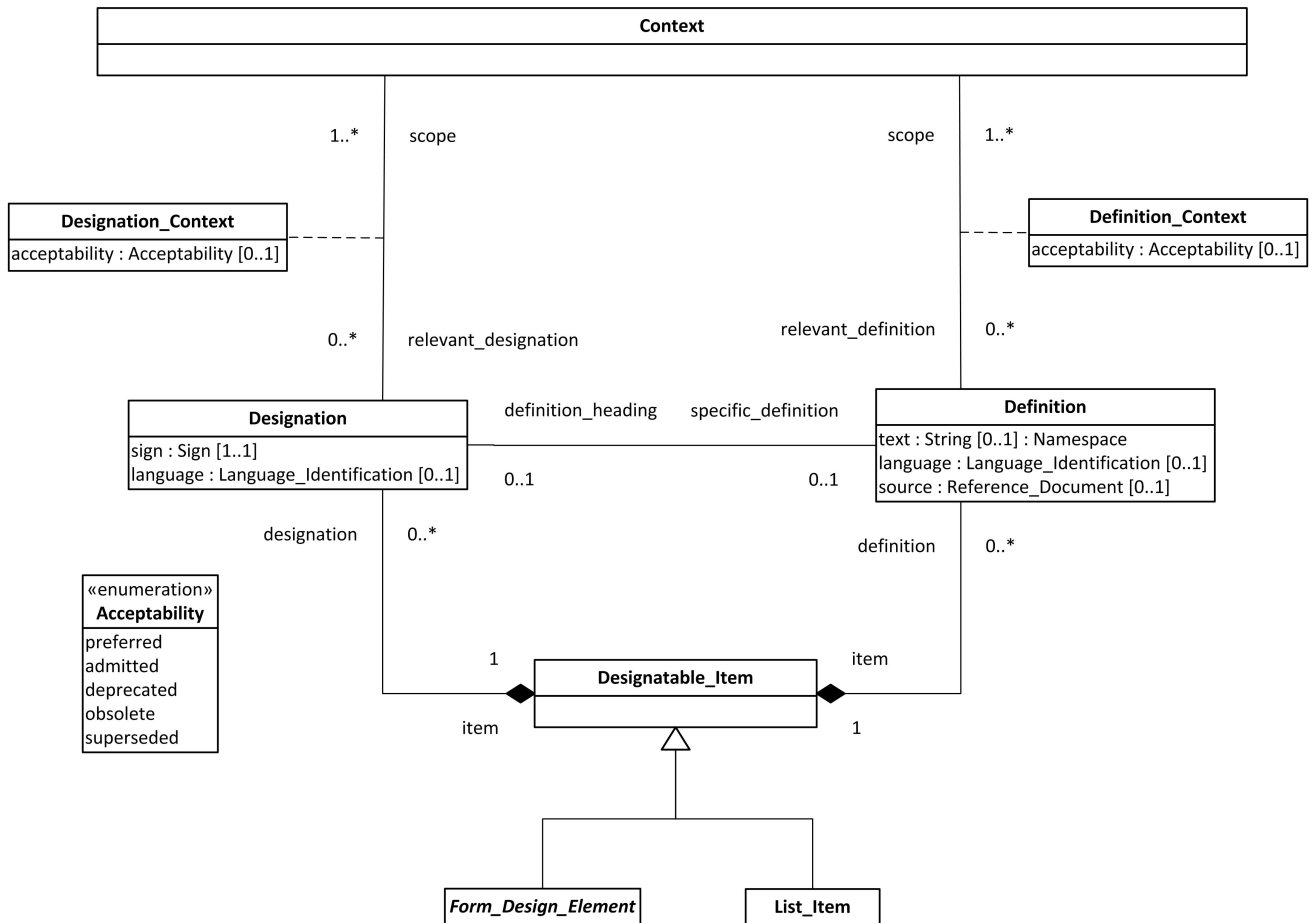 Context
1..*
scope
scope
1..*
Designation_Context
acceptability : Acceptability [0..1]
Definition_Context
acceptability : Acceptability [0..1]
0..*
relevant_designation
relevant_definition
0..*
Designation
sign : Sign [1..1]
language : Language_Identification [0..1]
definition_heading
specific_definition
0..1
0..1
Definition
text : String [0..1] : Namespace
language : Language_Identification [0..1]
source : Reference_Document [0..1]
designation
0..*
definition
0..*
«enumeration»
Acceptability
preferred
admitted
deprecated
obsolete
superseded
1
item
Designatable_Item
item
1
Form_Design_Element
List_Item